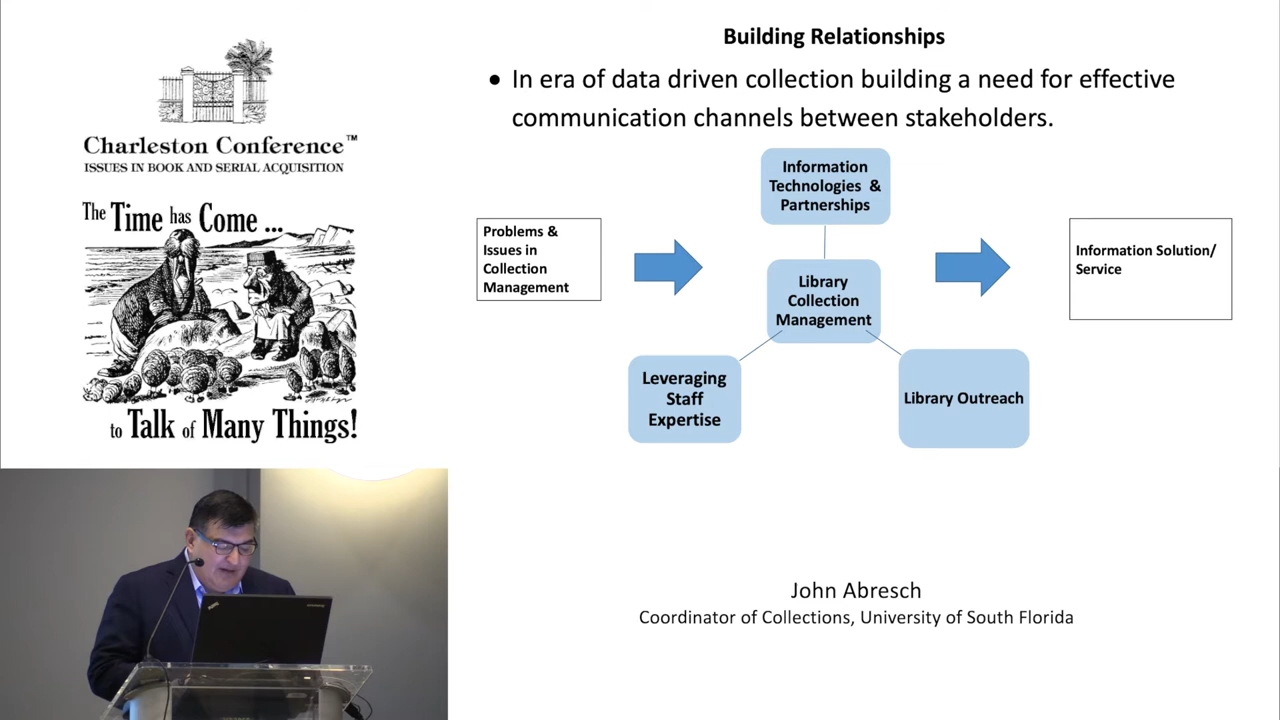 Charleston Conference™
ISSUES IN BOOK AND SERIAL ACQUISITION
The Time has Come ...
to Talk of Many Things!
Building Relationships
• In era of data driven collection building a need for effective
communication channels between stakeholders.
Information
Technologies &
Partnerships
Problems &
Issues in
Collection
Management
Library
Collection
Management
Information Solution/
Service
Leveraging
Staff
Expertise
Library Outreach
John Abresch
Coordinator of Collections, University of South Florida